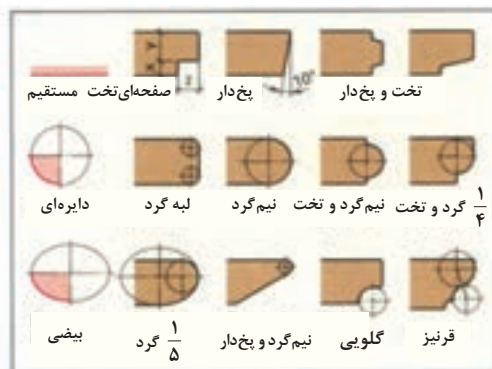 تخت و پخ‌دار پخ‌دار صفحه‌ای‌تخت مستقیم
۱/۴ گرد و تخت نیم‌گرد و تخت نیم‌گرد لبه گرد دایره‌ای
قرنیز گلویی نیم‌گرد و پخ‌دار ۱/۵ گرد بیضی